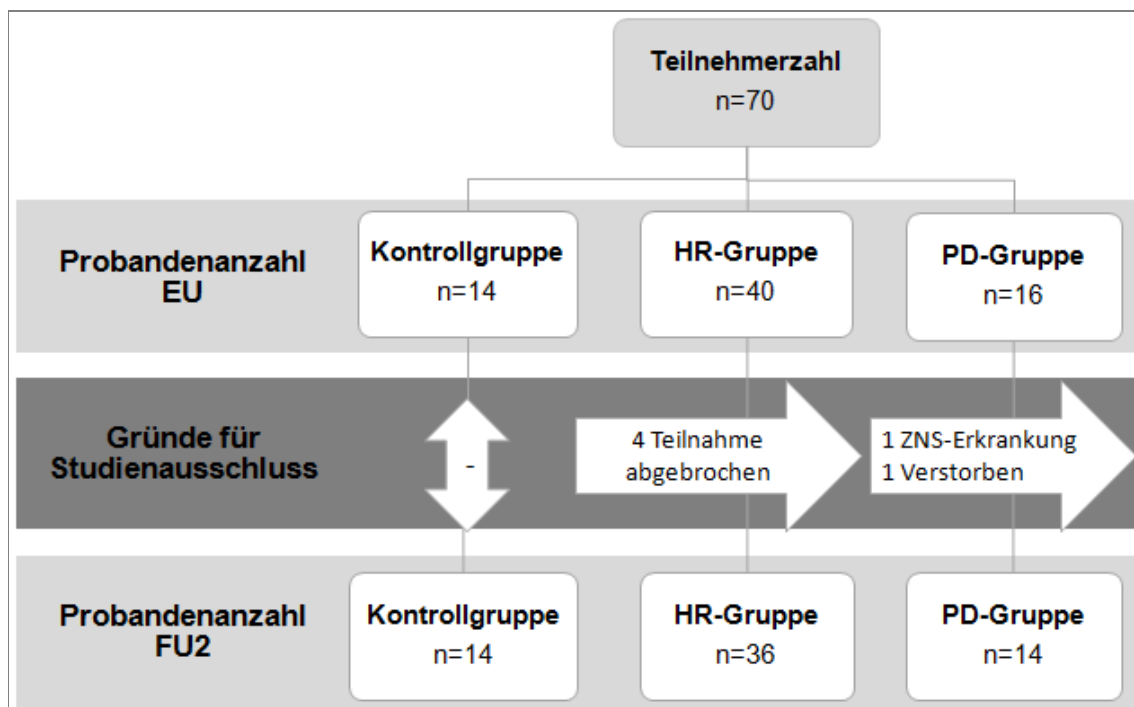 Teilnehmerzahl
n=70
Probandenanzahl
EU
Kontrollgruppe
n=14
HR-Gruppe
n=40
PD-Gruppe
n=16
Gründe für
Studienausschluss
-
4 Teilnahme
abgebrochen
1 ZNS-Erkrankung
1 Verstorben
Probandenanzahl
FU2
Kontrollgruppe
n=14
HR-Gruppe
n=36
PD-Gruppe
n=14